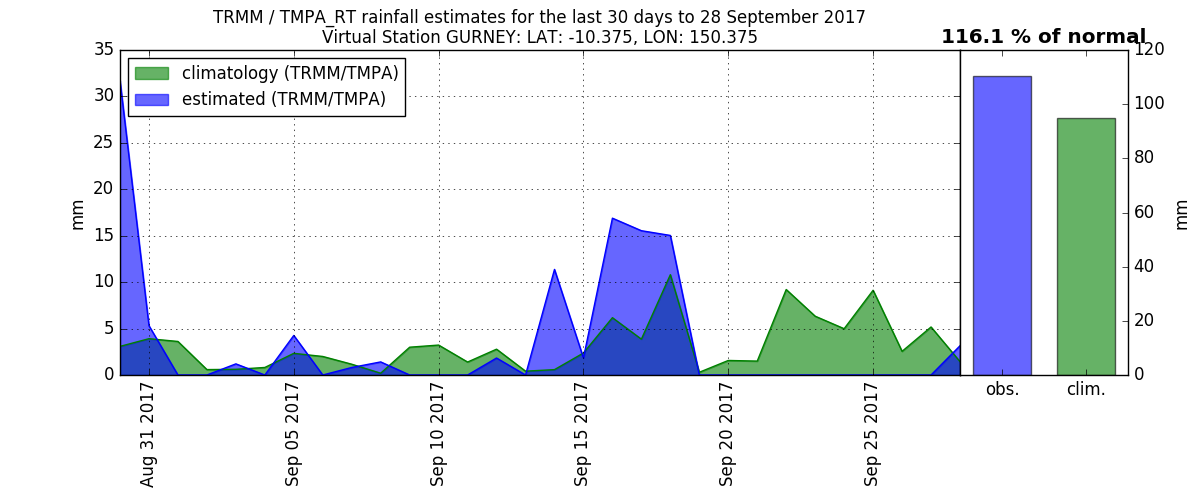 TRMM / TMPA_RT rainfall estimates for the last 30 days to 28 September 2017
Virtual Station GURNEY: LAT: -10.375, LON: 150.375
116.1 % of normal
climatology (TRMM/TMPA)
estimated (TRMM/TMPA)
35
30
25
20
15
10
5
0
mm
120
100
80
60
40
20
0
mm
Aug 31 2017
Sep 05 2017
Sep 10 2017
Sep 15 2017
Sep 20 2017
Sep 25 2017
obs.
clim.